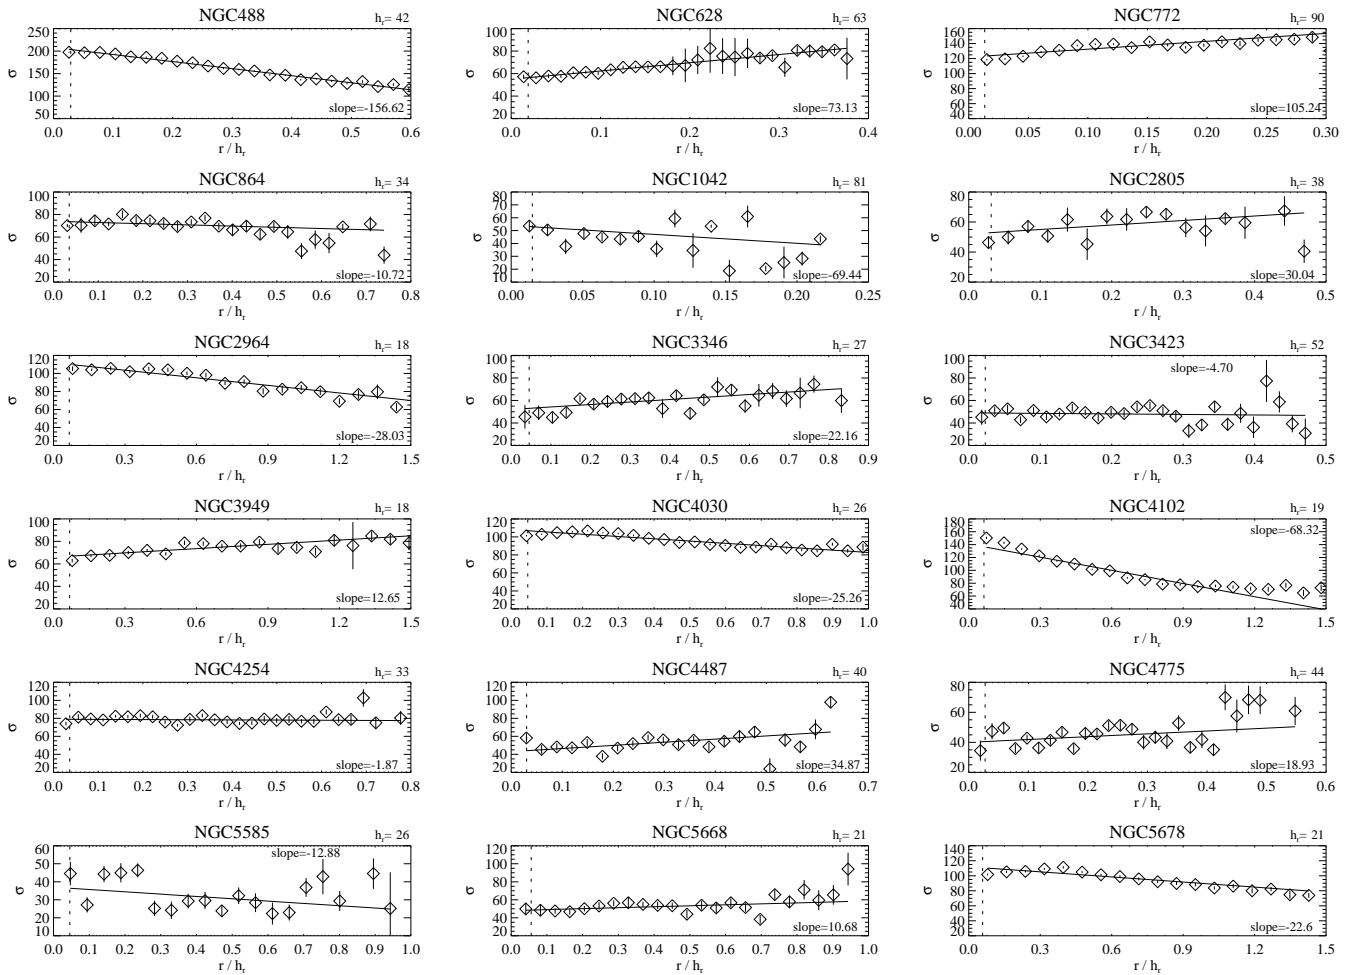 NGC488 h_r= 42
σ
250
200
150
100
50
slope=-156.62
0.0 0.1 0.2 0.3 0.4 0.5 0.6
r / h_r
NGC628 h_r= 63
σ
100
80
60
40
20
slope=73.13
0.0 0.1 0.2 0.3 0.4
r / h_r
NGC772 h_r= 90
σ
160
140
120
100
80
60
40
slope=105.24
0.00 0.05 0.10 0.15 0.20 0.25 0.30
r / h_r
NGC864 h_r= 34
σ
100
80
60
40
20
slope=-10.72
0.0 0.1 0.2 0.3 0.4 0.5 0.6 0.7 0.8
r / h_r
NGC1042 h_r= 81
σ
80
70
60
50
40
30
20
10
slope=-69.44
0.00 0.05 0.10 0.15 0.20 0.25
r / h_r
NGC2805 h_r= 38
σ
80
60
40
20
slope=30.04
0.0 0.1 0.2 0.3 0.4 0.5
r / h_r
NGC2964 h_r= 18
σ
120
100
80
60
40
20
slope=-28.03
0.0 0.3 0.6 0.9 1.2 1.5
r / h_r
NGC3346 h_r= 27
σ
100
80
60
40
20
slope=22.16
0.0 0.1 0.2 0.3 0.4 0.5 0.6 0.7 0.8 0.9
r / h_r
NGC3423 h_r= 52
σ
100
80
60
40
20
slope=-4.70
0.0 0.1 0.2 0.3 0.4 0.5
r / h_r
NGC3949 h_r= 18
σ
100
80
60
40
20
slope=12.65
0.0 0.3 0.6 0.9 1.2 1.5
r / h_r
NGC4030 h_r= 26
σ
120
100
80
60
40
20
slope=-25.26
0.0 0.1 0.2 0.3 0.4 0.5 0.6 0.7 0.8 0.9 1.0
r / h_r
NGC4102 h_r= 19
σ
180
160
140
120
100
80
60
40
slope=-68.32
0.0 0.3 0.6 0.9 1.2 1.5
r / h_r
NGC4254 h_r= 33
σ
120
100
80
60
40
20
slope=-1.87
0.0 0.1 0.2 0.3 0.4 0.5 0.6 0.7 0.8
r / h_r
NGC4487 h_r= 40
σ
120
100
80
60
40
20
slope=34.87
0.0 0.1 0.2 0.3 0.4 0.5 0.6 0.7
r / h_r
NGC4775 h_r= 44
σ
80
60
40
20
slope=18.93
0.0 0.1 0.2 0.3 0.4 0.5 0.6
r / h_r
NGC5585 h_r= 26
σ
60
50
40
30
20
10
slope=-12.88
0.0 0.1 0.2 0.3 0.4 0.5 0.6 0.7 0.8 0.9 1.0
r / h_r
NGC5668 h_r= 21
σ
120
100
80
60
40
20
slope=10.68
0.0 0.1 0.2 0.3 0.4 0.5 0.6 0.7 0.8 0.9 1.0
r / h_r
NGC5678 h_r= 21
σ
140
120
100
80
60
40
20
slope=-22.6
0.0 0.3 0.6 0.9 1.2 1.5
r / h_r